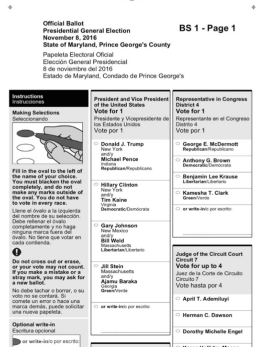 Official Ballot
Presidential General Election
November 8, 2016
State of Maryland, Prince George's County
BS 1 - Page 1
Papeleta Electoral Oficial
Elección General Presidencial
8 de noviembre del 2016
Estado de Maryland, Condado de Prince George's
Instructions
Instrucciones
Making Selections
Seleccionando
Fill in the oval to the left of
the name of your choice.
You must blacken the oval
completely, and do not
make any marks outside of
the oval. You do not have
to vote in every race.
Llene el óvalo a la izquierda
del nombre de su selección.
Debe rellenar el óvalo
completamente y no haga
ninguna marca fuera del
óvalo. No tiene que votar en
cada contienda.
Do not cross out or erase,
or your vote may not count.
If you make a mistake or a
stray mark, you may ask for
a new ballot.
No debe tachar o borrar, o su
voto no se contará. Si
comete un error o hace una
marca desviada, puede solicitar
una nueva papeleta.
Optional write-in
Escritura opcional
or write-in/o por escrito:
President and Vice President
of the United States
Vote for 1
Presidente y Vicepresidente de
los Estados Unidos
Vote por 1
Donald J. Trump
New York
and/y
Michael Pence
Indiana
Republican/Republicano
Hillary Clinton
New York
and/y
Tim Kaine
Virginia
Democratic/Demócrata
Gary Johnson
New Mexico
and/y
Bill Weld
Massachusetts
Libertarian/Libertario
Jill Stein
Massachusetts
and/y
Ajamu Baraka
Georgia
Green/Verde
or write-in/o por escrito:
Representative in Congress
District 4
Vote for 1
Representante en el Congreso
Distrito 4
Vote por 1
George E. McDermott
Republican/Republicano
Anthony G. Brown
Democratic/Demócrata
Benjamin Lee Krause
Libertarian/Libertario
Kamesha T. Clark
Green/Verde
or write-in/o por escrito:
Judge of the Circuit Court
Circuit 7
Vote for up to 4
Juez de la Corte de Circuito
Circuito 7
Vote hasta por 4
April T. Ademiluyi
Herman C. Dawson
Dorothy Michelle Engel